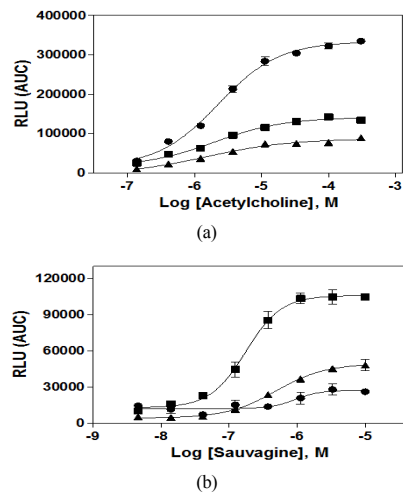 400000
300000
200000
100000
0
-7 -6 -5 -4 -3
Log [Acetylcholine], M
RLU (AUC)
(a)
120000
90000
60000
30000
0
-9 -8 -7 -6 -5
Log [Sauvagine], M
RLU (AUC)
(b)